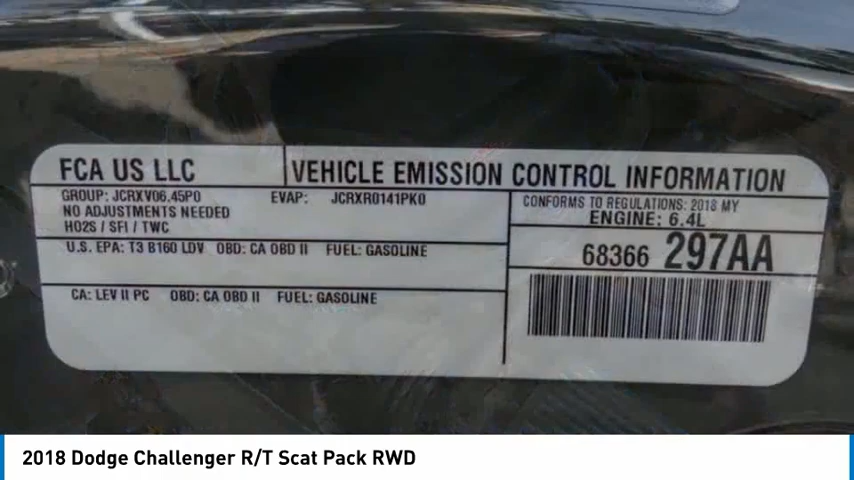 FCA US LLC
VEHICLE EMISSION CONTROL INFORMATION
GROUP: JCRXV06.45P0 EVAP: JCRXR0141PK0
NO ADJUSTMENTS NEEDED
HO2S / SFI / TWC
CONFORMS TO REGULATIONS: 2018 MY
ENGINE: 6.4L
U.S. EPA: T3 B160 LDV OBD: CA OBD II FUEL: GASOLINE
68366 297AA
CA: LEV II PC OBD: CA OBD II FUEL: GASOLINE
2018 Dodge Challenger R/T Scat Pack RWD